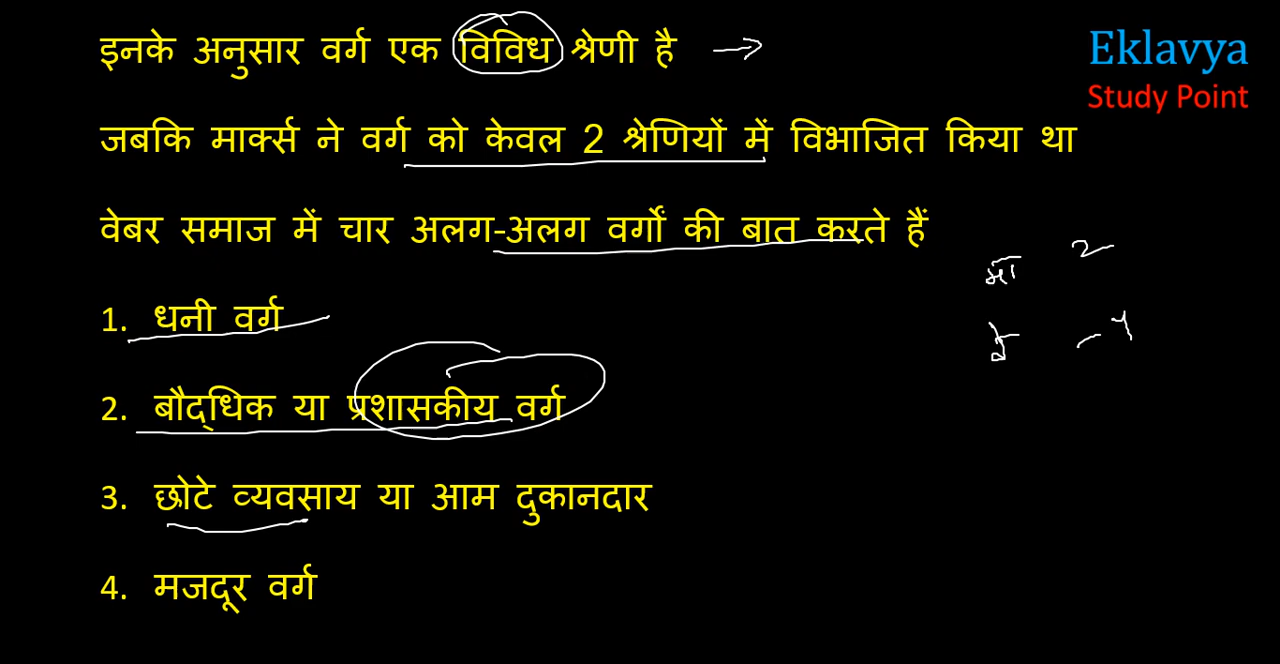 इनके अनुसार वर्ग एक विविध श्रेणी है
Eklavya
Study Point
जबकि मार्क्स ने वर्ग को केवल 2 श्रेणियों में विभाजित किया था
वेबर समाज में चार अलग-अलग वर्गों की बात करते हैं
मा 2
1. धनी वर्ग
2. बौद्धिक या प्रशासकीय वर्ग
3. छोटे व्यवसाय या आम दुकानदार
4. मजदूर वर्ग